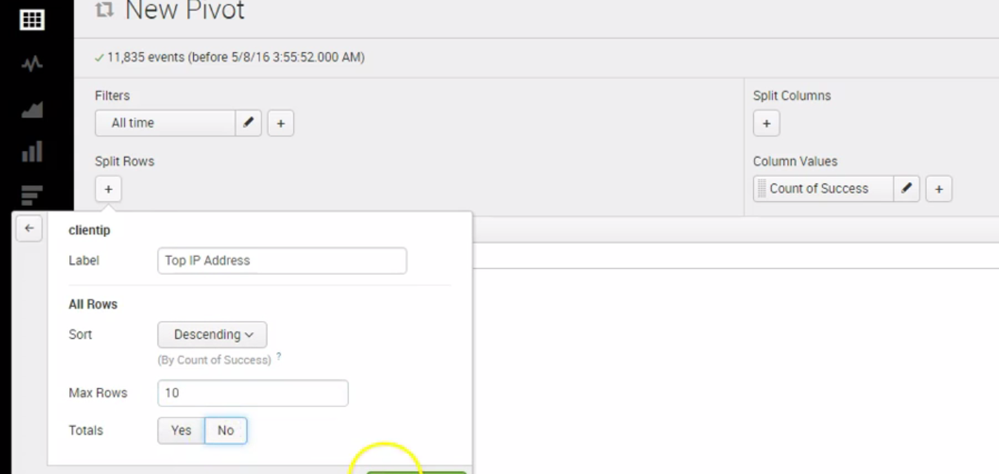 New Pivot
11,835 events (before 5/8/16 3:55:52.000 AM)
Filters
All time
+
Split Columns
+
Split Rows
+
Column Values
Count of Success
+
clientip
Label
Top IP Address
All Rows
Sort
Descending
(By Count of Success) ?
Max Rows
10
Totals
Yes
No